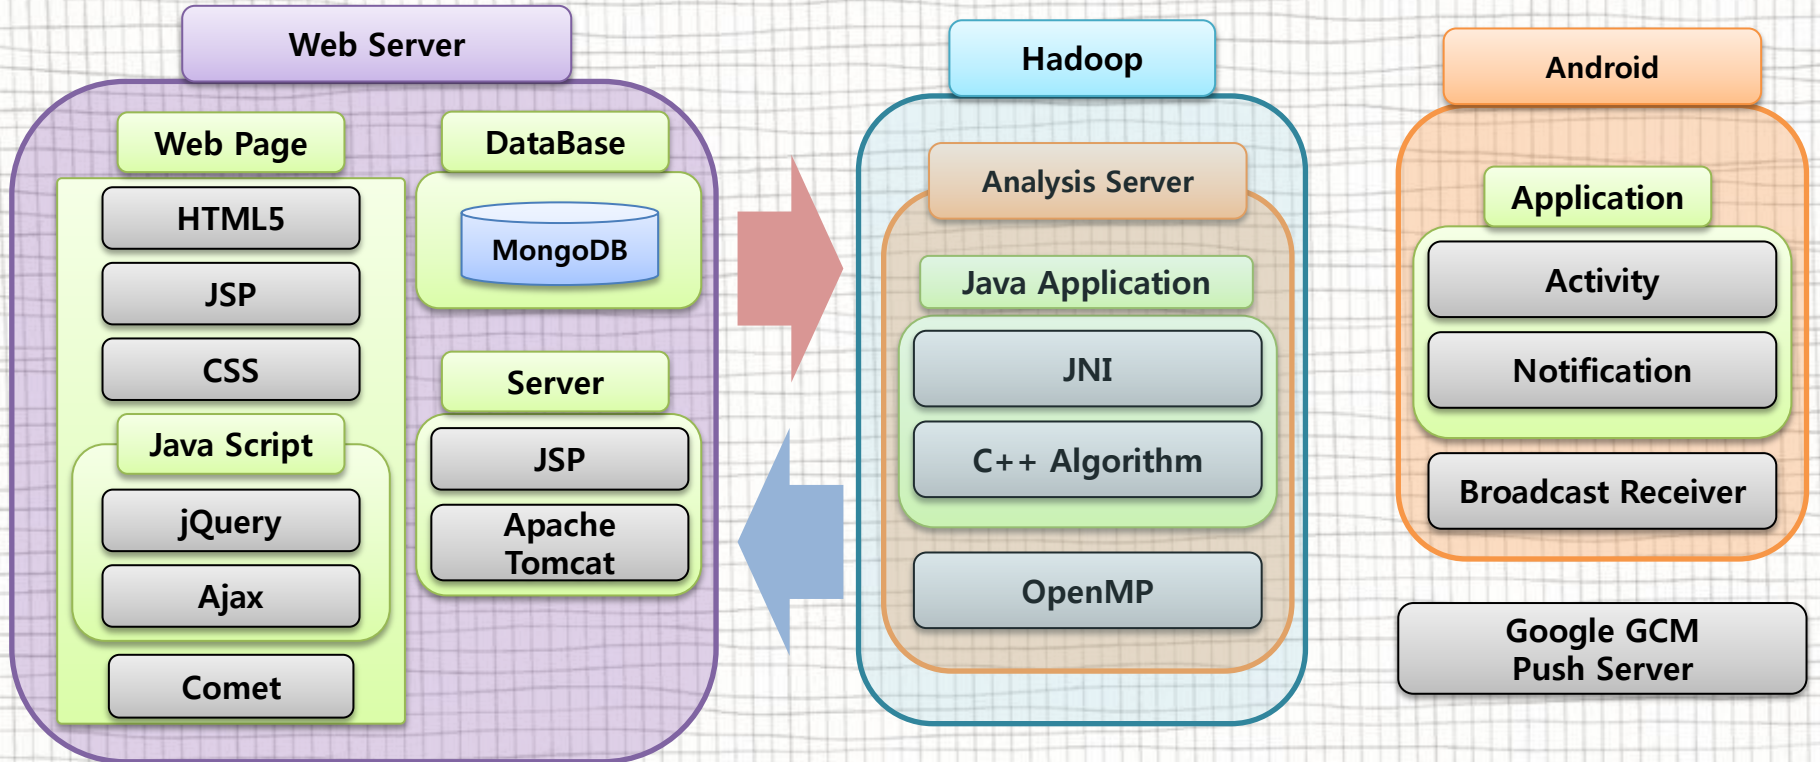 Web Server
Web Page
HTML5
JSP
CSS
Java Script
jQuery
Ajax
Comet
DataBase
MongoDB
Server
JSP
Apache
Tomcat
Hadoop
Analysis Server
Java Application
JNI
C++ Algorithm
OpenMP
Android
Application
Activity
Notification
Broadcast Receiver
Google GCM
Push Server